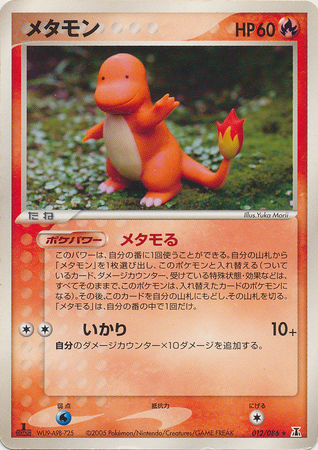 メタモン
HP60
たね
Illus.Yuka Morii
ポケパワー メタモる
このパワーは、自分の番に1回使うことができる。自分の山札から
「メタモン」を1枚選び出し、このポケモンと入れ替える(ついて
いるカード、ダメージカウンター、受けている特殊状態・効果などは、
すべてそのままで、このポケモンは、入れ替えたカードのポケモンに
なる)。その後、このカードを自分の山札にもどし、その山札を切る。
「メタモる」は、自分の番の中で1回だけ。
いかり 10+
自分のダメージカウンター×10ダメージを追加する。
弱点 抵抗力 にげる
1
EDITION
WU9-APB-725 ©2005 Pokémon/Nintendo/Creatures/GAME FREAK. 012/086